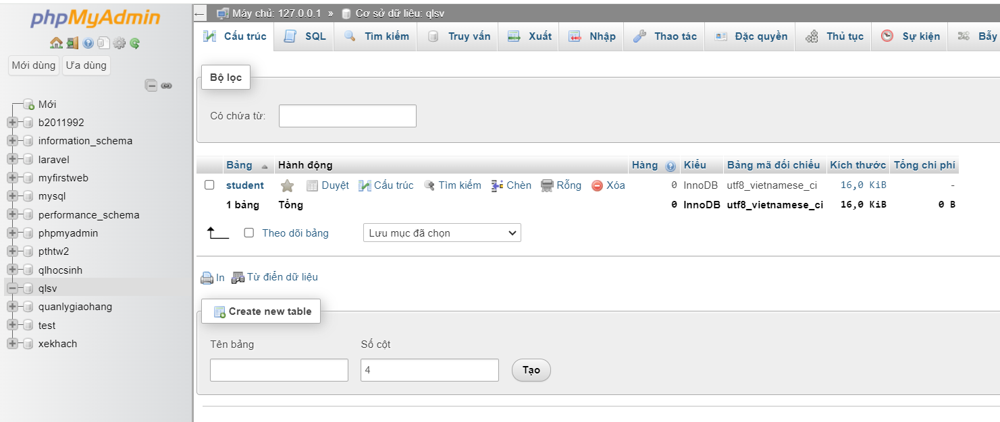 phpMyAdmin
Mới dùng Ưa dùng
Mới
b2011992
information_schema
laravel
myfirstweb
mysql
performance_schema
phpmyadmin
pthtw2
qlhocsinh
qlsv
quanlygiaohang
test
xekhach
Máy chủ: 127.0.0.1 » Cơ sở dữ liệu: qlsv
Cấu trúc SQL Tìm kiếm Truy vấn Xuất Nhập Thao tác Đặc quyền Thủ tục Sự kiện Bẫy
Bộ lọc
Có chứa từ:
Bảng Hành động Hàng Kiểu Bảng mã đối chiếu Kích thước Tổng chi phí
student Duyệt Cấu trúc Tìm kiếm Chèn Rỗng Xóa 0 InnoDB utf8_vietnamese_ci 16,0 KiB -
1 bảng Tổng 0 InnoDB utf8_vietnamese_ci 16,0 KiB 0 B
Theo dõi bảng Lưu mục đã chọn
In Từ điển dữ liệu
Create new table
Tên bảng Số cột
4 Tạo